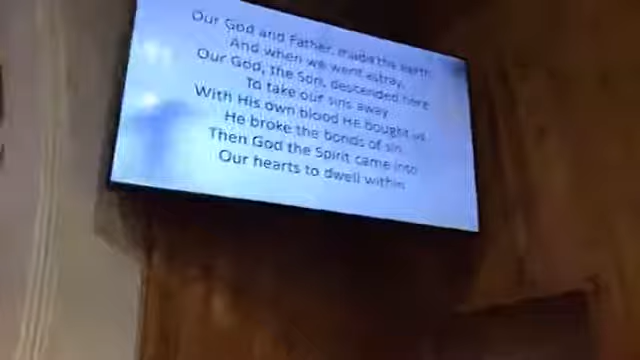 Our God and Father, made the earth
And when we went astray,
Our God, the Son, descended here
To take our sins away
With His own blood He bought us
He broke the bonds of sin
Then God the Spirit came into
Our hearts to dwell within